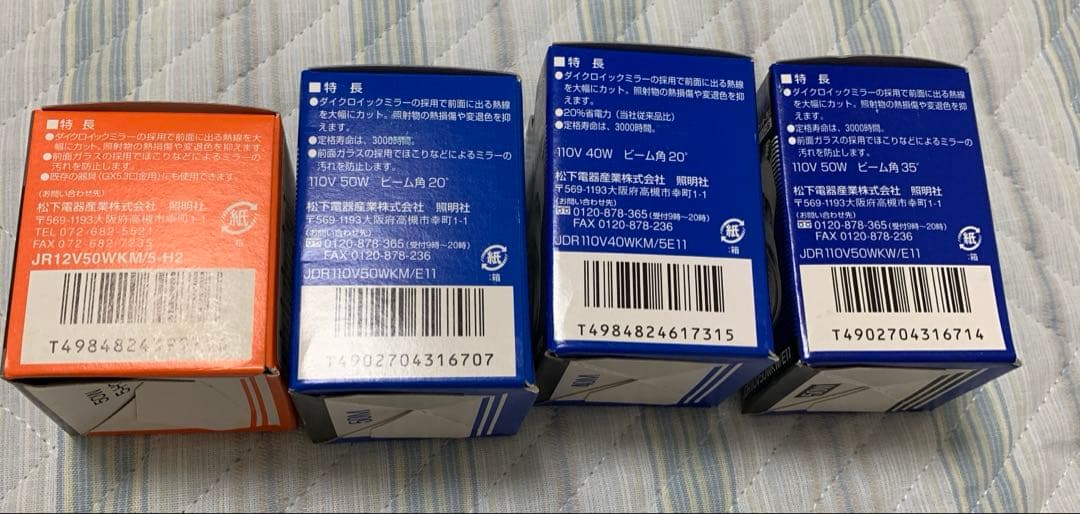 ■特長
●ダイクロイックミラーの採用で前面に出る熱線を大
幅にカット。照射物の熱損傷や変退色を抑えます。
●定格寿命は、3000時間。
●前面ガラスの採用でほこりなどによるミラーの
汚れを防止します。
●既存の器具(GX5.3口金用)にも使用できます。
(お問い合わせ先)
松下電器産業株式会社 照明社
〒569-1193大阪府高槻市幸町1-1
TEL 072-682-5521
FAX 072-682-7235
紙
箱
JR12V50WKM/5-H2
T4984824
50W
■特長
●ダイクロイックミラーの採用で前面に出る熱線
を大幅にカット。照射物の熱損傷や変退色を抑
えます。
●定格寿命は、3000時間。
●前面ガラスの採用でほこりなどによるミラーの
汚れを防止します。
110V 50W ビーム角20°
松下電器産業株式会社 照明社
〒569-1193大阪府高槻市幸町1-1
(お問い合わせ先)
0120-878-365(受付9時〜20時)
FAX 0120-878-236
紙
:箱
JDR110V50WKM/E11
T4902704316707
■特長
●ダイクロイックミラーの採用で前面に出る熱線
を大幅にカット。照射物の熱損傷や変退色を抑
えます。
●20%省電力(当社従来品比)
●定格寿命は、3000時間。
110V 40W ビーム角20°
松下電器産業株式会社 照明社
〒569-1193大阪府高槻市幸町1-1
(お問い合わせ先)
0120-878-365(受付9時〜20時)
FAX 0120-878-236
紙
:箱
JDR110V40WKM/5E11
T4984824617315
■特長
●ダイクロイックミラーの採用で前面に出る熱線
を大幅にカット。照射物の熱損傷や変退色を抑
えます。
●定格寿命は、3000時間。
●前面ガラスの採用でほこりなどによるミラーの
汚れを防止します。
110V 50W ビーム角35°
松下電器産業株式会社 照明社
〒569-1193大阪府高槻市幸町1-1
(お問い合わせ先)
0120-878-365(受付9時〜20時)
FAX 0120-878-236
紙
:箱
JDR110V50WKW/E11
T4902704316714